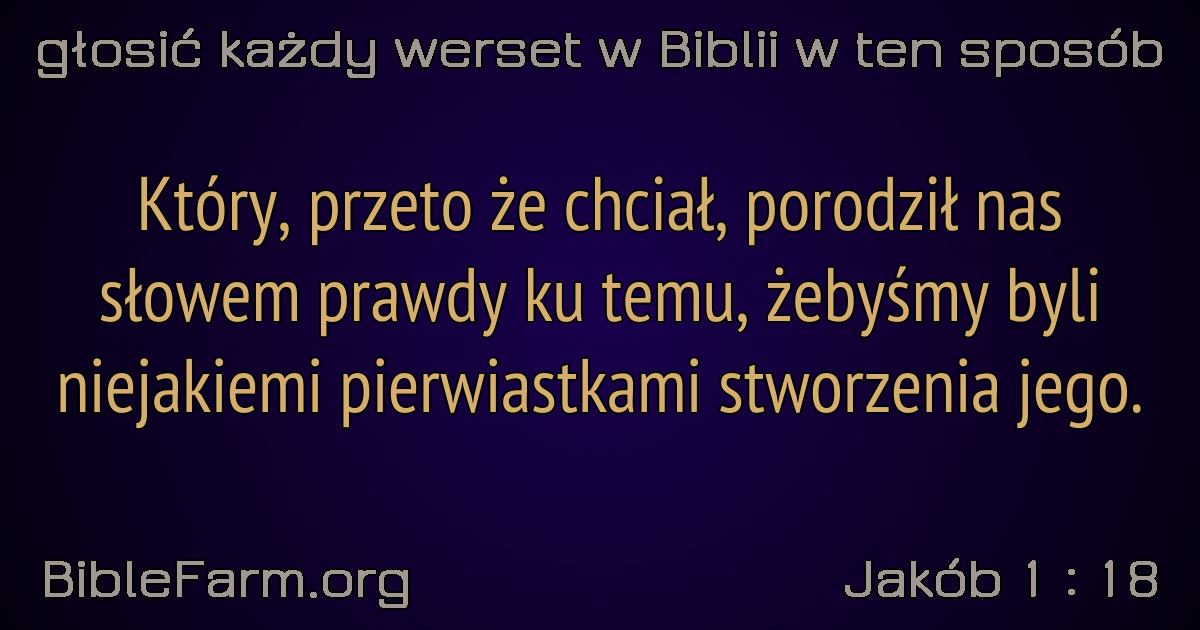 głosić każdy werset w Biblii w ten sposób
Który, przeto że chciał, porodził nas
słowem prawdy ku temu, żebyśmy byli
niejakiemi pierwiastkami stworzenia jego.
BibleFarm.org
Jakób 1 : 18